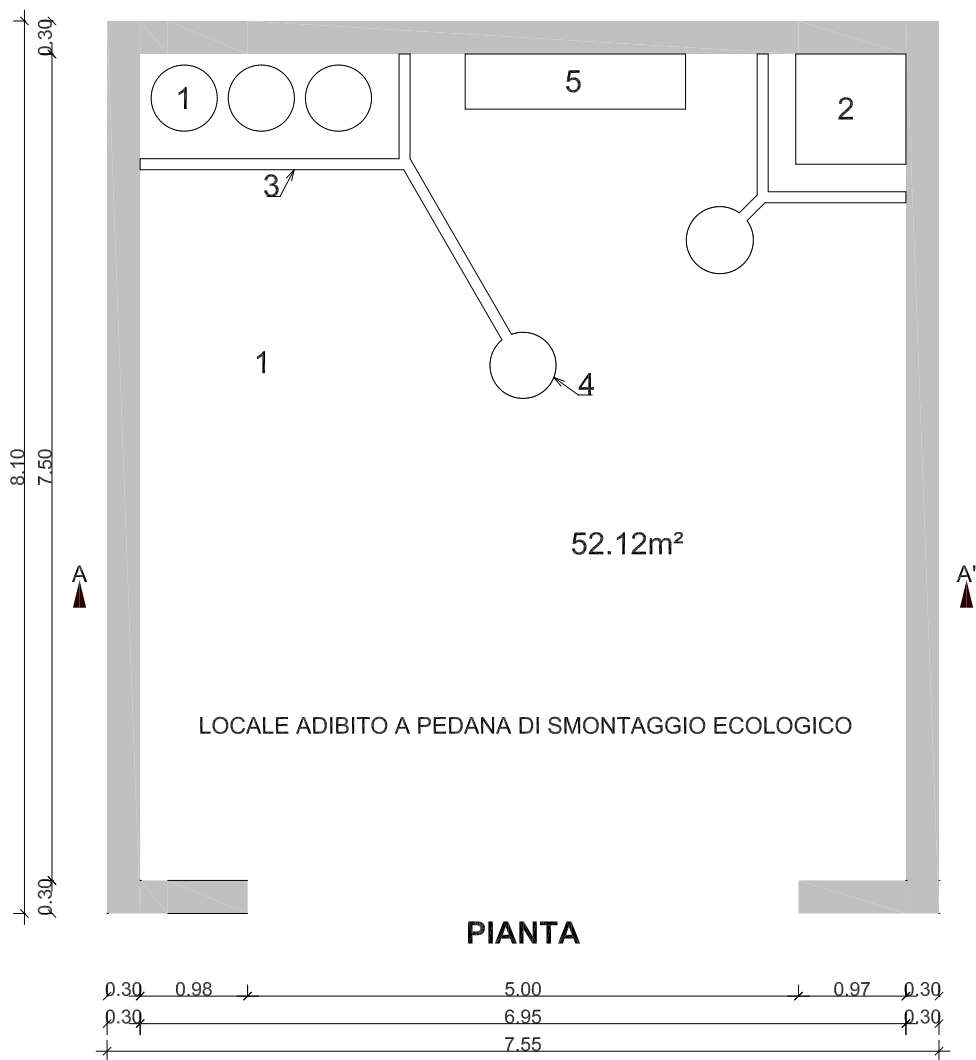 0.30
1
5
2
3
1
4
8.10
7.50
52.12m²
A
A'
LOCALE ADIBITO A PEDANA DI SMONTAGGIO ECOLOGICO
0.30
PIANTA
0.30 0.98 5.00 0.97 0.30
0.30 6.95 0.30
7.55